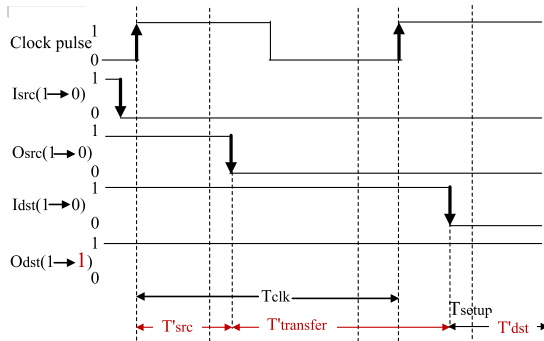 1
Clock pulse
0
1
Isrc(1→0)
0
1
Osrc(1→0)
0
1
Idst(1→0)
0
1
Odst(1→1)
0
Tclk
Tsetup
T'src T'transfer T'dst